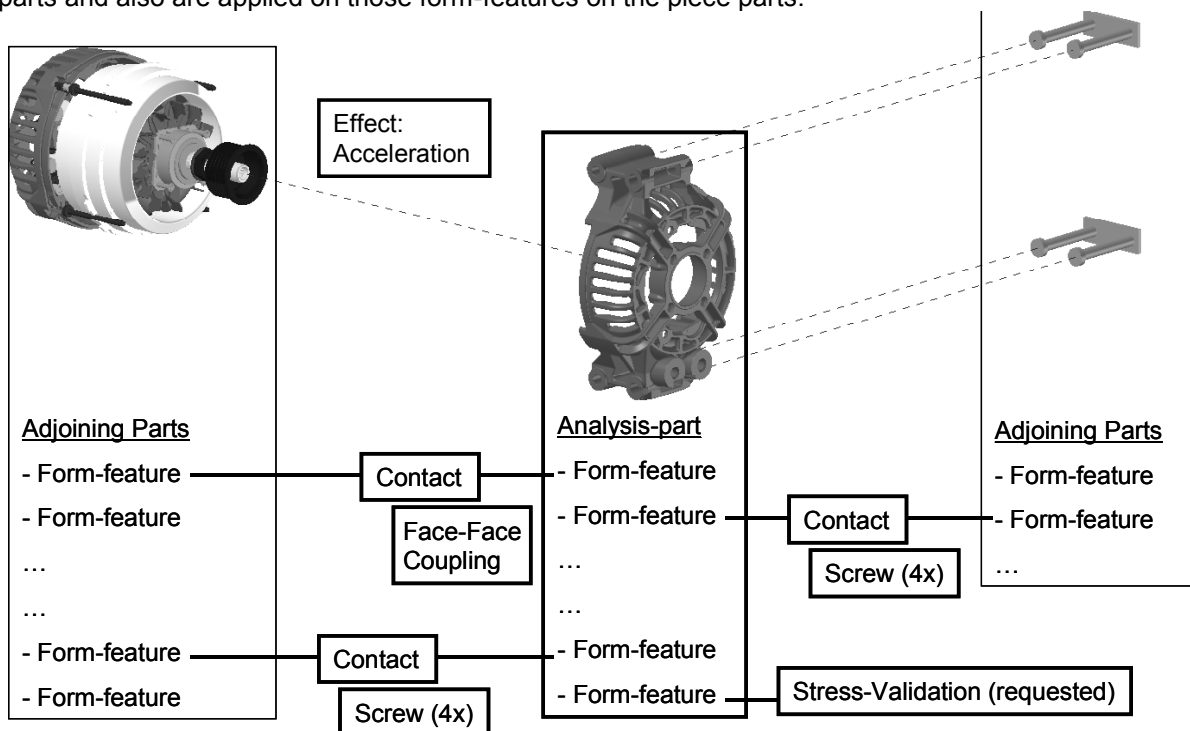 parts and also are applied on those form-features on the piece parts.
Effect:
Acceleration
Adjoining Parts
- Form-feature
- Form-feature
…
…
- Form-feature
- Form-feature
Contact
Face-Face
Coupling
Contact
Screw (4x)
Analysis-part
- Form-feature
- Form-feature
…
…
- Form-feature
- Form-feature
Contact
Screw (4x)
Stress-Validation (requested)
Adjoining Parts
- Form-feature
- Form-feature
…